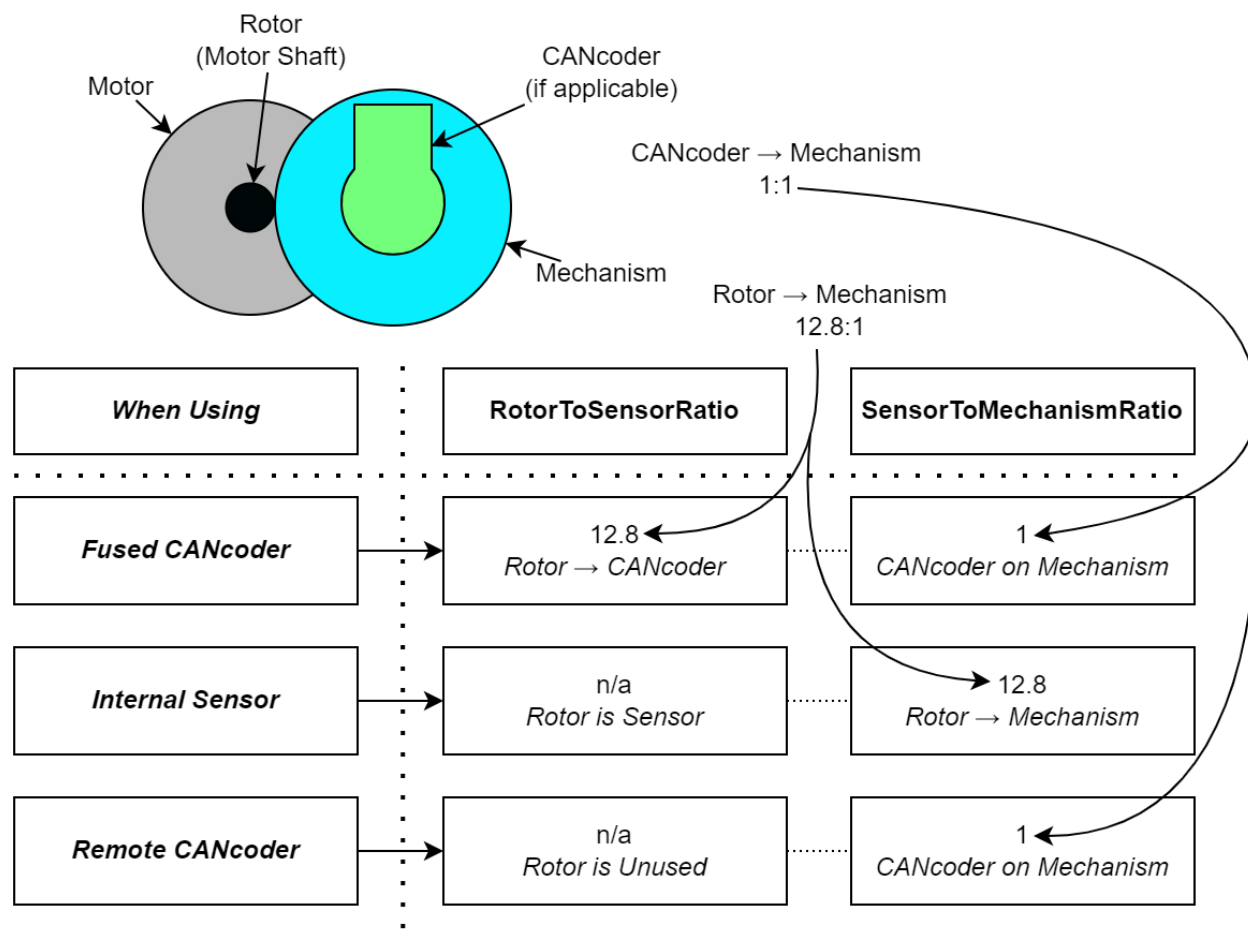 Rotor
(Motor Shaft)
CANcoder
(if applicable)
Motor
CANcoder → Mechanism
1:1
Mechanism
Rotor → Mechanism
12.8:1
When Using
RotorToSensorRatio
SensorToMechanismRatio
Fused CANcoder
12.8
Rotor → CANcoder
1
CANcoder on Mechanism
Internal Sensor
n/a
Rotor is Sensor
12.8
Rotor → Mechanism
Remote CANcoder
n/a
Rotor is Unused
1
CANcoder on Mechanism